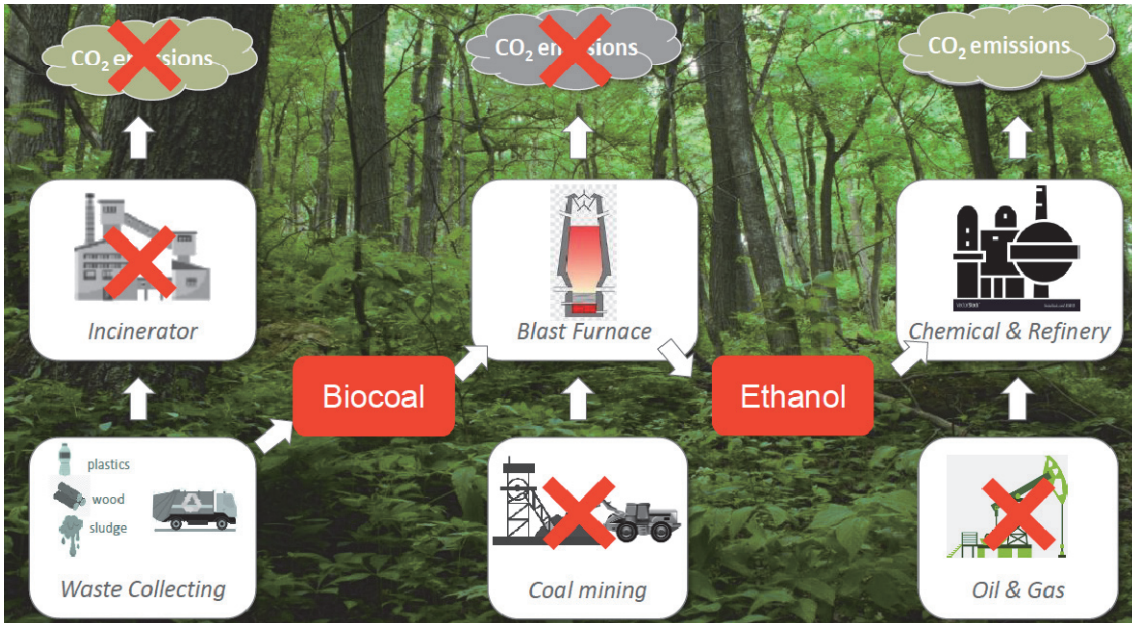 CO₂ emissions
CO₂ emissions
CO₂ emissions
Incinerator
Blast Furnace
Chemical & Refinery
Biocoal
Ethanol
plastics
wood
sludge
Waste Collecting
Coal mining
Oil & Gas